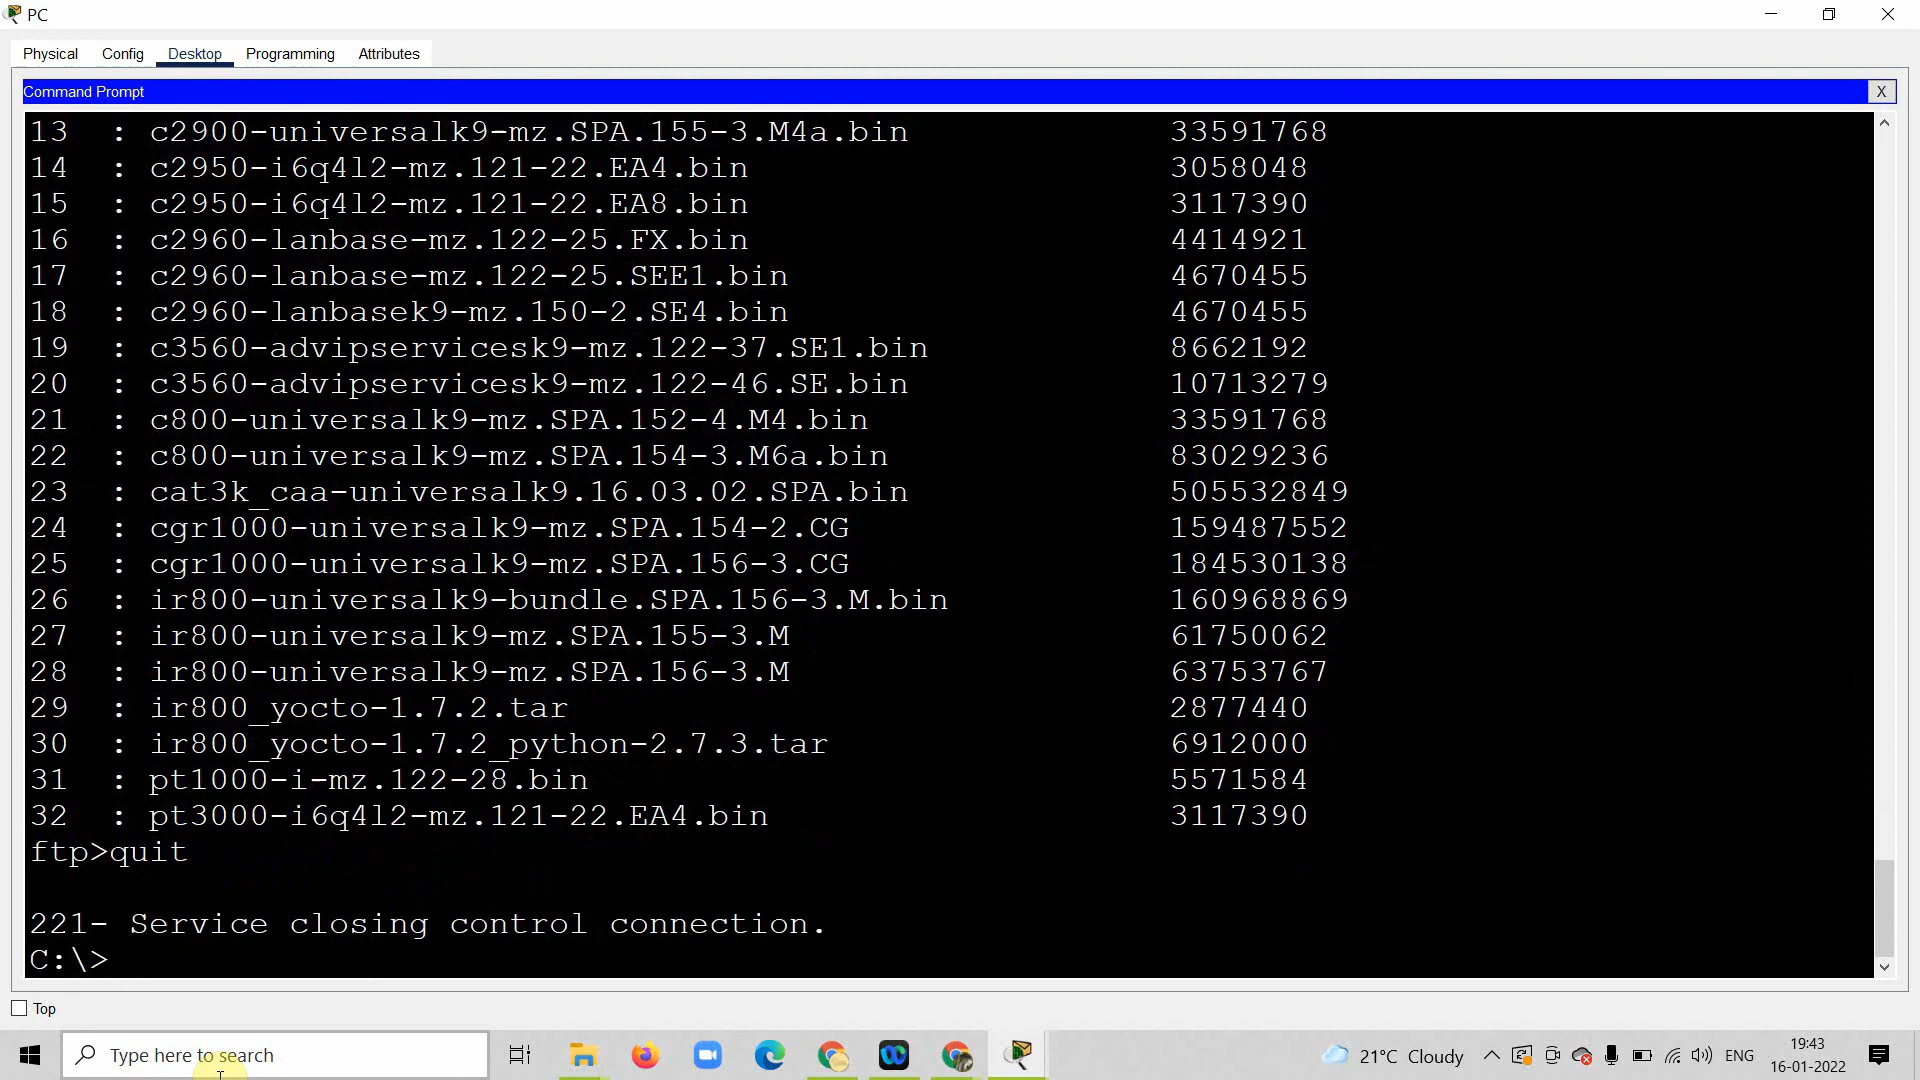 PC
Physical Config Desktop Programming Attributes
Command Prompt X
13 : c2900-universalk9-mz.SPA.155-3.M4a.bin 33591768
14 : c2950-i6q4l2-mz.121-22.EA4.bin 3058048
15 : c2950-i6q4l2-mz.121-22.EA8.bin 3117390
16 : c2960-lanbase-mz.122-25.FX.bin 4414921
17 : c2960-lanbase-mz.122-25.SEE1.bin 4670455
18 : c2960-lanbasek9-mz.150-2.SE4.bin 4670455
19 : c3560-advipservicesk9-mz.122-37.SE1.bin 8662192
20 : c3560-advipservicesk9-mz.122-46.SE.bin 10713279
21 : c800-universalk9-mz.SPA.152-4.M4.bin 33591768
22 : c800-universalk9-mz.SPA.154-3.M6a.bin 83029236
23 : cat3k_caa-universalk9.16.03.02.SPA.bin 505532849
24 : cgr1000-universalk9-mz.SPA.154-2.CG 159487552
25 : cgr1000-universalk9-mz.SPA.156-3.CG 184530138
26 : ir800-universalk9-bundle.SPA.156-3.M.bin 160968869
27 : ir800-universalk9-mz.SPA.155-3.M 61750062
28 : ir800-universalk9-mz.SPA.156-3.M 63753767
29 : ir800_yocto-1.7.2.tar 2877440
30 : ir800_yocto-1.7.2_python-2.7.3.tar 6912000
31 : pt1000-i-mz.122-28.bin 5571584
32 : pt3000-i6q4l2-mz.121-22.EA4.bin 3117390
ftp>quit
221- Service closing control connection.
C:\>
Top
Type here to search 21°C Cloudy ENG 19:43
16-01-2022